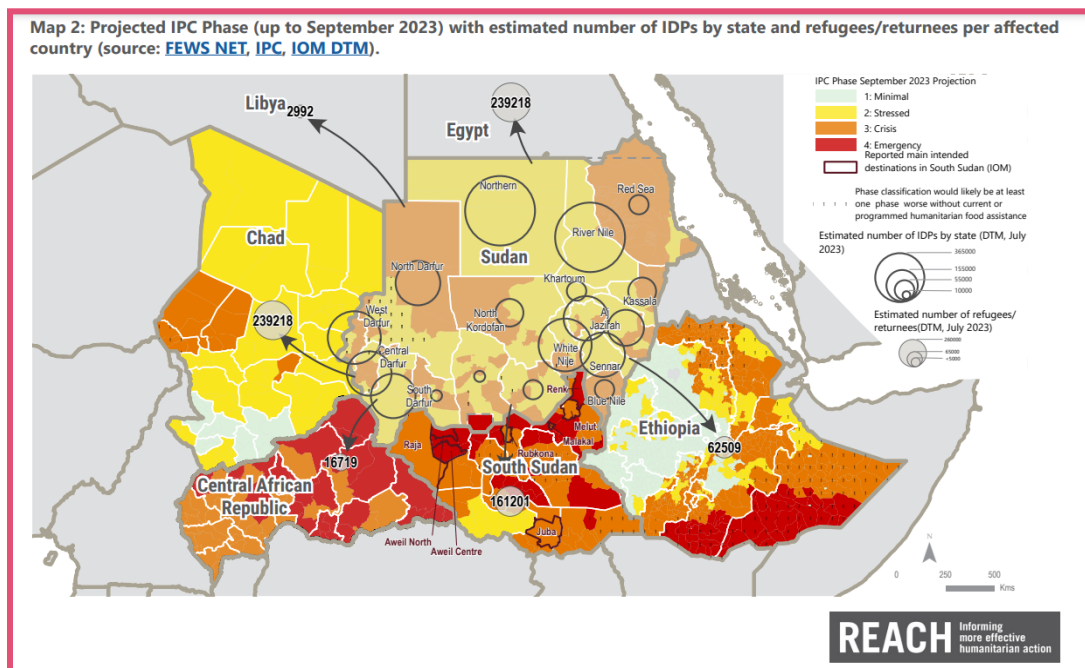 Map 2: Projected IPC Phase (up to September 2023) with estimated number of IDPs by state and refugees/returnees per affected
country (source: FEWS NET, IPC, IOM DTM).
IPC Phase September 2023 Projection
1: Minimal
2: Stressed
3: Crisis
4: Emergency
Reported main intended
destinations in South Sudan (IOM)
Phase classification would likely be at least
one phase worse without current or
programmed humanitarian food assistance
Estimated number of IDPs by state (DTM, July
2023)
365000
155000
55000
10000
Estimated number of refugees/
returnees(DTM, July 2023)
260000
65000
<5000
Libya
2992
239218
Egypt
Northern
Red Sea
River Nile
Chad
Sudan
North Darfur
Khartoum
Kassala
239218
West
Darfur
North
Kordofan
Al
Jazirah
White
Nile
Central
Darfur
Sennar
South
Darfur
Renk
Blue Nile
Melut
Malakal
Ethiopia
62509
Raja
Rubkona
South Sudan
16719
Central African
Republic
161201
Juba
Aweil North
Aweil Centre
N
0 250 500
Kms
REACH
Informing
more effective
humanitarian action